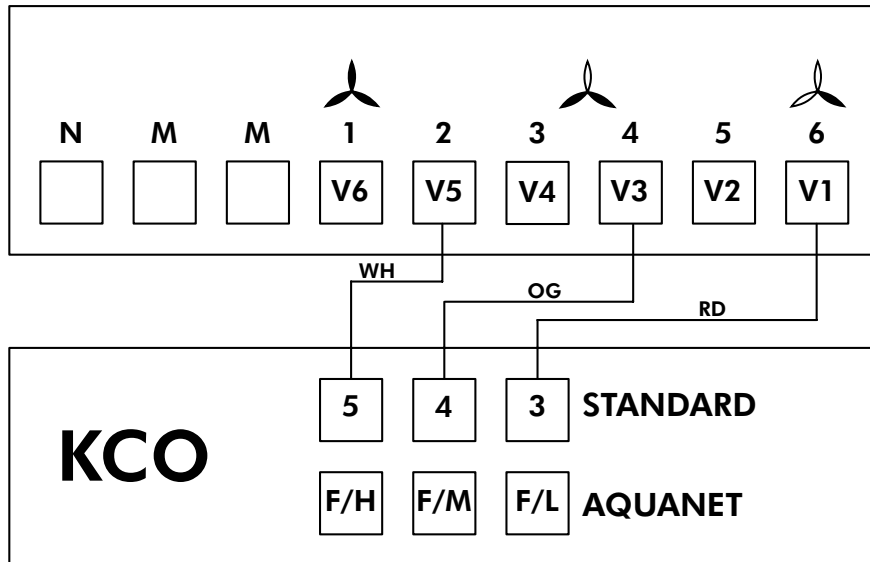 N M M 1 2 3 4 5 6
V6 V5 V4 V3 V2 V1
WH
OG
RD
5 4 3 STANDARD
KCO
F/H F/M F/L AQUANET